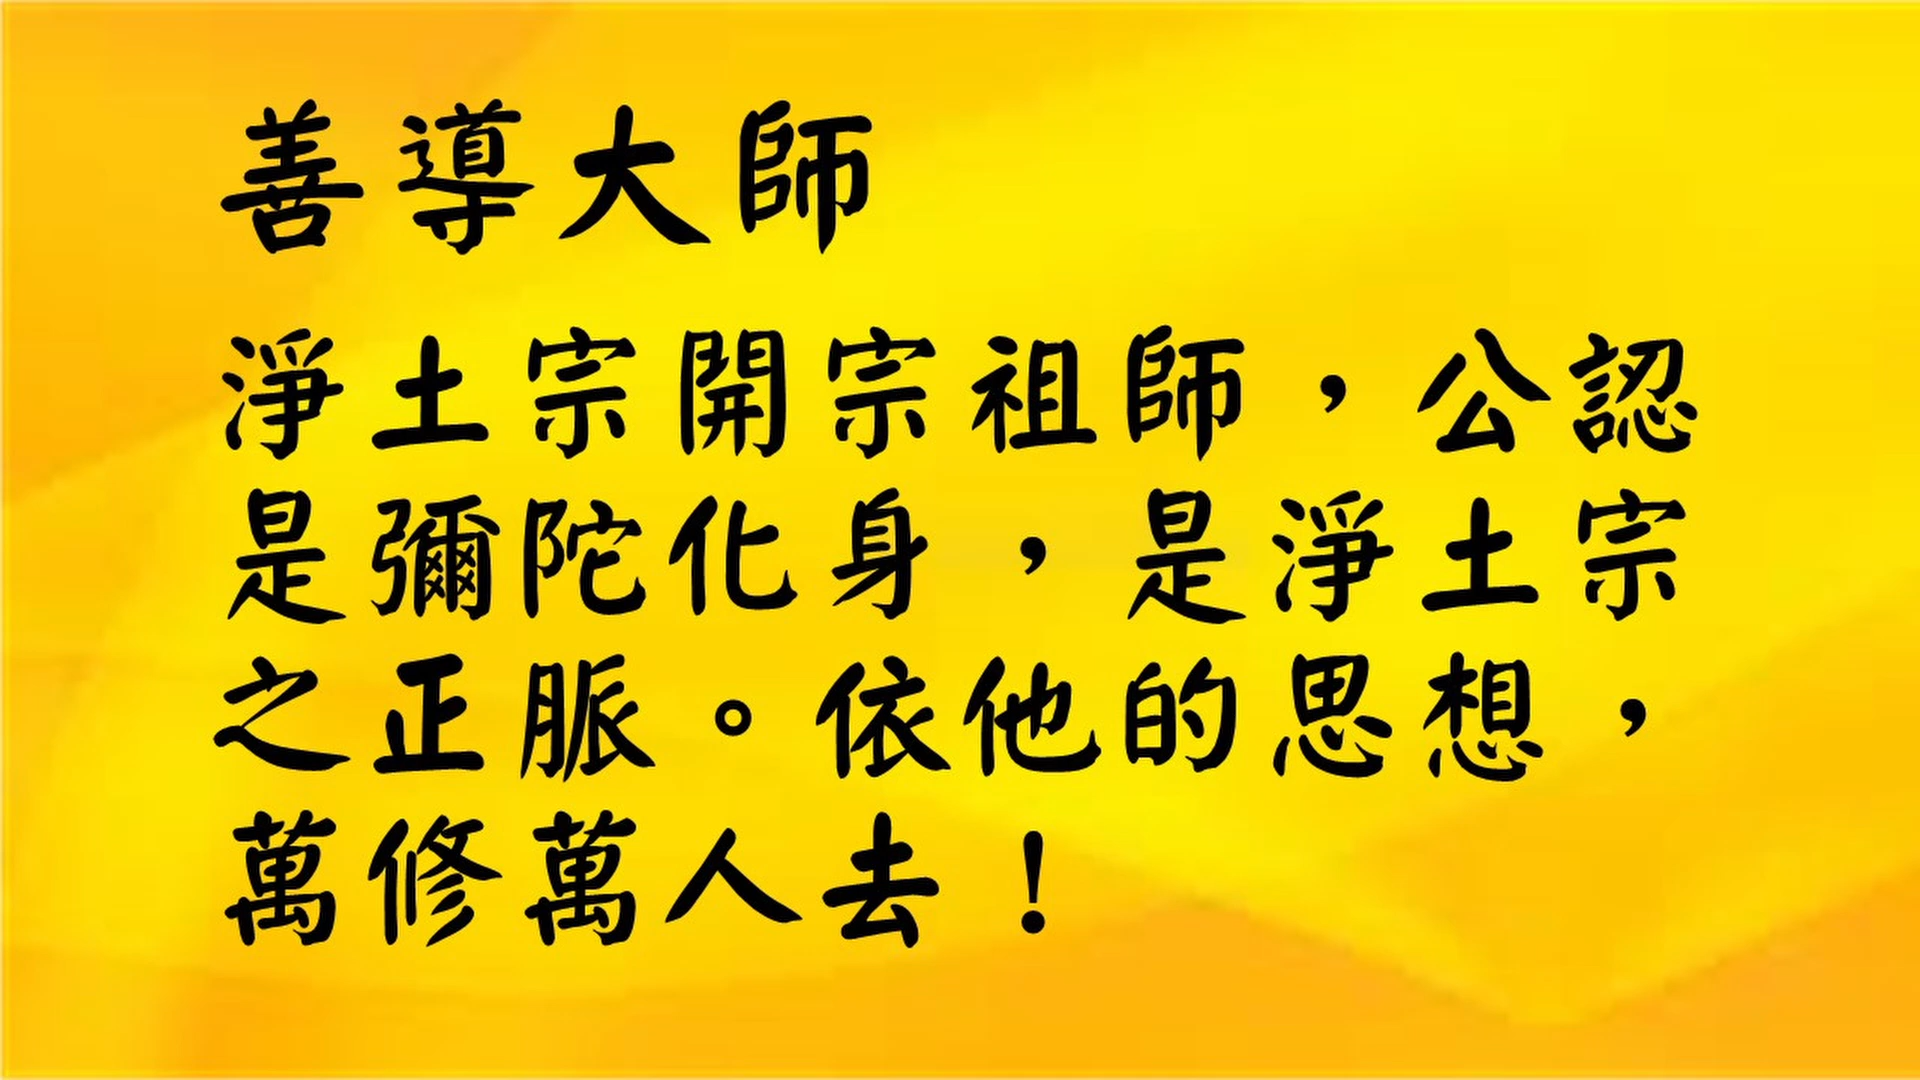 善導大師
淨土宗開宗祖師，公認
是彌陀化身，是淨土宗
之正脈。依他的思想，
萬修萬人去！